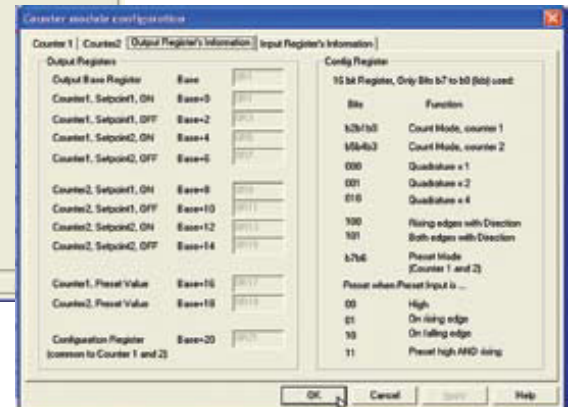 Counter module configuration
Counter 1 Counter2 Output Register's Information Input Register's Information
Output Registers
Output Base Register Base
Counter1, Setpoint1, ON Base+0
Counter1, Setpoint1, OFF Base+2
Counter1, Setpoint2, ON Base+4
Counter1, Setpoint2, OFF Base+6
Counter2, Setpoint1, ON Base+8
Counter2, Setpoint1, OFF Base+10
Counter2, Setpoint2, ON Base+12
Counter2, Setpoint2, OFF Base+14
Counter1, Preset Value Base+16
Counter2, Preset Value Base+18
Configuration Register Base+20
(common to Counter 1 and 2)
Config Register
16 bit Register, Only Bits b7 to b0 (lsb) used:
Bits Function
b2b1b0 Count Mode, counter 1
b5b4b3 Count Mode, counter 2
000 Quadrature x 1
001 Quadrature x 2
010 Quadrature x 4
100 Rising edges with Direction
101 Both edges with Direction
b7b6 Preset Mode
(Counter 1 and 2)
Preset when Preset Input is ...
00 High
01 On rising edge
10 On falling edge
11 Preset high AND rising
OK Cancel Apply Help